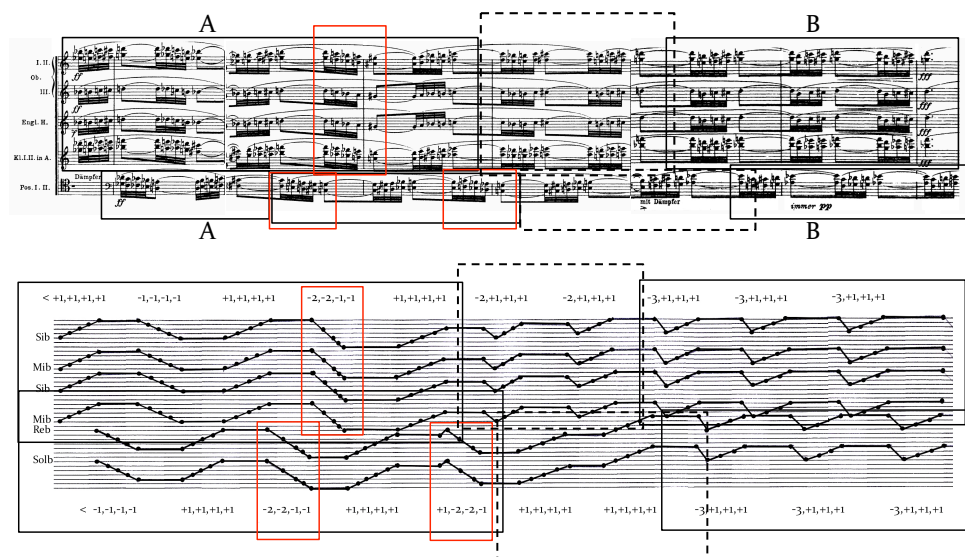 A B
I. II.
Ob.
ff
fff
III.
ff
fff
Engl. H.
fff
Kl.I.II. in A.
fff
Dämpfer
Pos. I. II.
ff
mit Dämpfer
immer pp
A B
< +1,+1,+1,+1 -1,-1,-1,-1 +1,+1,+1,+1 -2,-2,-1,-1 +1,+1,+1,+1 -2,+1,+1,+1 -2,+1,+1,+1 -3,+1,+1,+1 -3,+1,+1,+1 -3,+1,+1,+1
Sib
Mib
Sib
Mib
Reb
Solb
< -1,-1,-1,-1 +1,+1,+1,+1 -2,-2,-1,-1 +1,+1,+1,+1 +1,-2,-2,-1 +1,+1,+1,+1 +1,+1,+1,+1 -3,+1,+1,+1 -3,+1,+1,+1 -3,+1,+1,+1